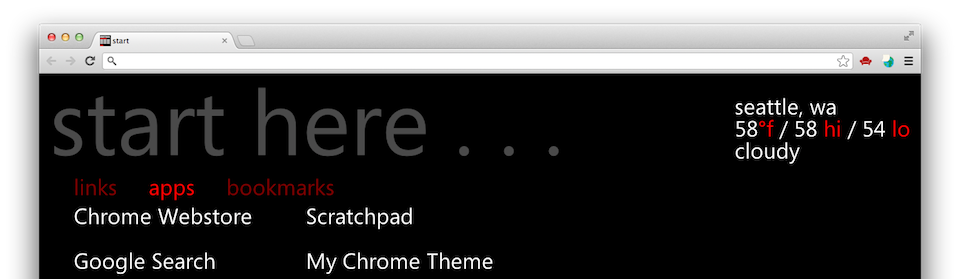 start
start here . . .
seattle, wa
58°f / 58 hi / 54 lo
cloudy
links apps bookmarks
Chrome Webstore Scratchpad
Google Search My Chrome Theme